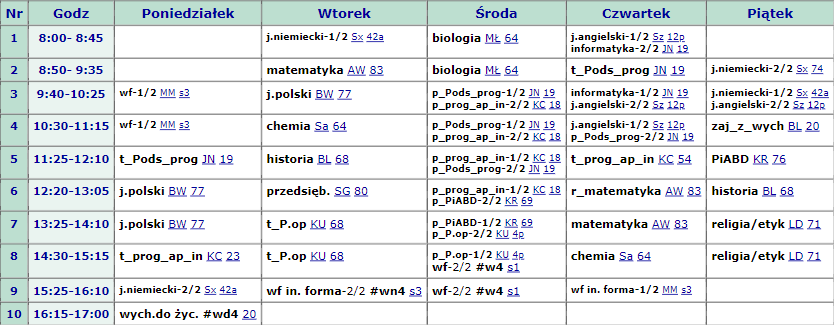 Nr Godz Poniedziałek Wtorek Środa Czwartek Piątek
1 8:00- 8:45 j.niemiecki-1/2 Sx 42a biologia MŁ 64 j.angielski-1/2 Sz 12p
informatyka-2/2 JN 19
2 8:50- 9:35 matematyka AW 83 biologia MŁ 64 t_Pods_prog JN 19 j.niemiecki-2/2 Sx 74
3 9:40-10:25 wf-1/2 MM s3 j.polski BW 77 p_Pods_prog-1/2 JN 19 informatyka-1/2 JN 19 j.niemiecki-1/2 Sx 42a
p_prog_ap_in-2/2 KC 18 j.angielski-2/2 Sz 12p j.angielski-2/2 Sz 12p
4 10:30-11:15 wf-1/2 MM s3 chemia Sa 64 p_Pods_prog-1/2 JN 19 j.angielski-1/2 Sz 12p zaj_z_wych BL 20
p_prog_ap_in-2/2 KC 18 p_Pods_prog-2/2 JN 19
5 11:25-12:10 t_Pods_prog JN 19 historia BL 68 p_prog_ap_in-1/2 KC 18 t_prog_ap_in KC 54 PiABD KR 76
p_Pods_prog-2/2 JN 19
6 12:20-13:05 j.polski BW 77 przedsięb. SG 80 p_prog_ap_in-1/2 KC 18 r_matematyka AW 83 historia BL 68
p_PiABD-2/2 KR 69
7 13:25-14:10 j.polski BW 77 t_P.op KU 68 p_PiABD-1/2 KR 69 matematyka AW 83 religia/etyk LD 71
p_P.op-2/2 KU 4p
8 14:30-15:15 t_prog_ap_in KC 23 t_P.op KU 68 p_P.op-1/2 KU 4p chemia Sa 64 religia/etyk LD 71
wf-2/2 #w4 s1
9 15:25-16:10 j.niemiecki-2/2 Sx 42a wf in. forma-2/2 #wn4 s3 wf-2/2 #w4 s1 wf in. forma-1/2 MM s3
10 16:15-17:00 wych.do życ. #wd4 20